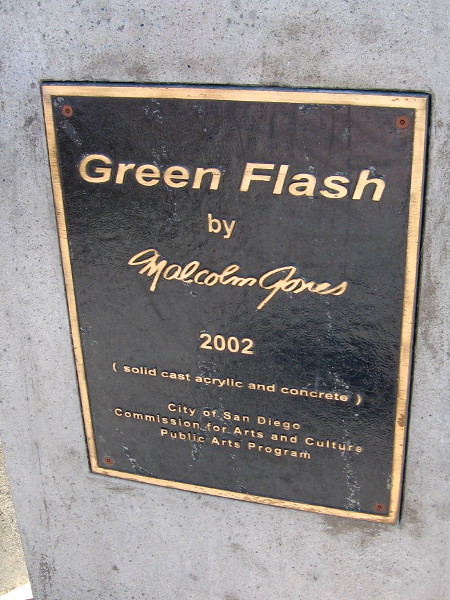 Green Flash
by
Malcolm Jones
2002
( solid cast acrylic and concrete )
City of San Diego
Commission for Arts and Culture
Public Arts Program